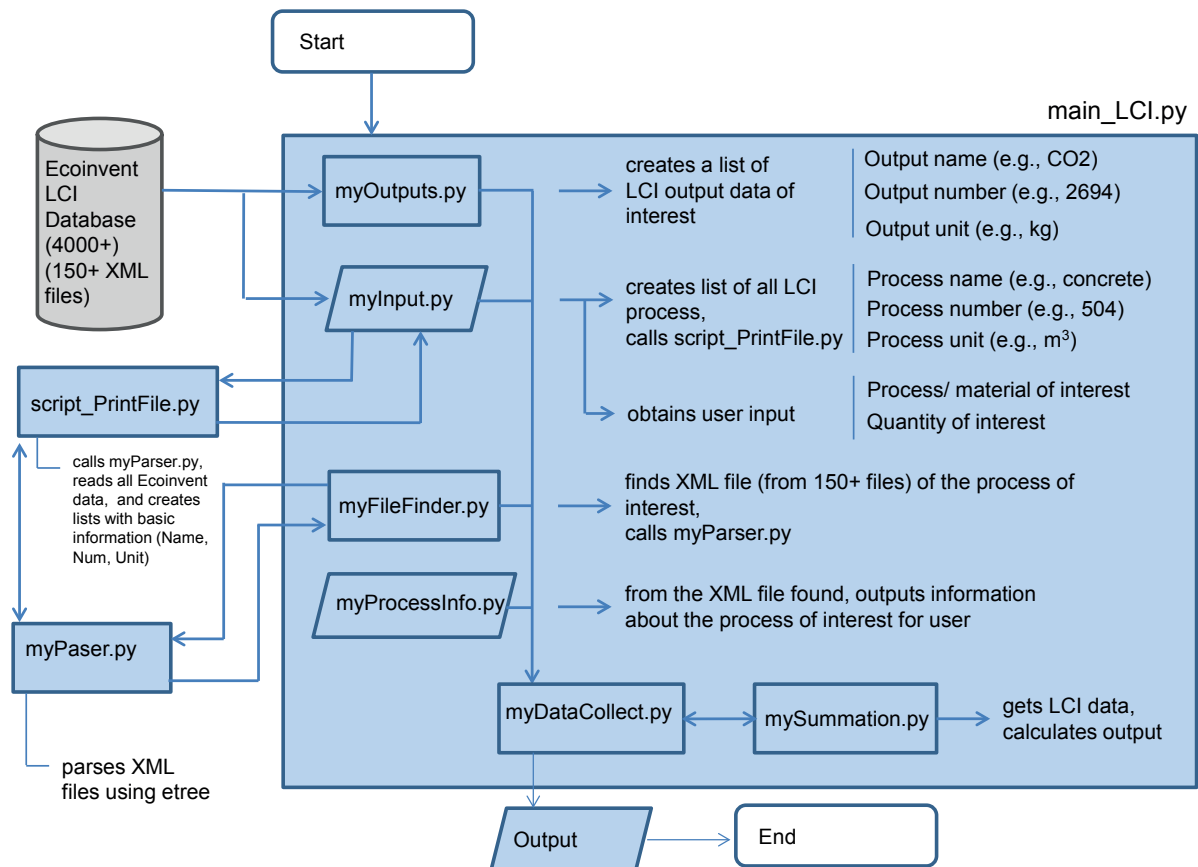 Start
main_LCI.py
Ecoinvent
LCI
Database
(4000+)
(150+ XML
files)
myOutputs.py
creates a list of
LCI output data of
interest
Output name (e.g., CO2)
Output number (e.g., 2694)
Output unit (e.g., kg)
myInput.py
creates list of all LCI
process,
calls script_PrintFile.py
Process name (e.g., concrete)
Process number (e.g., 504)
Process unit (e.g., m³)
obtains user input
Process/ material of interest
Quantity of interest
script_PrintFile.py
calls myParser.py,
reads all Ecoinvent
data, and creates
lists with basic
information (Name,
Num, Unit)
myFileFinder.py
finds XML file (from 150+ files) of the process of
interest,
calls myParser.py
myProcessInfo.py
from the XML file found, outputs information
about the process of interest for user
myPaser.py
parses XML
files using etree
myDataCollect.py
mySummation.py
gets LCI data,
calculates output
Output
End